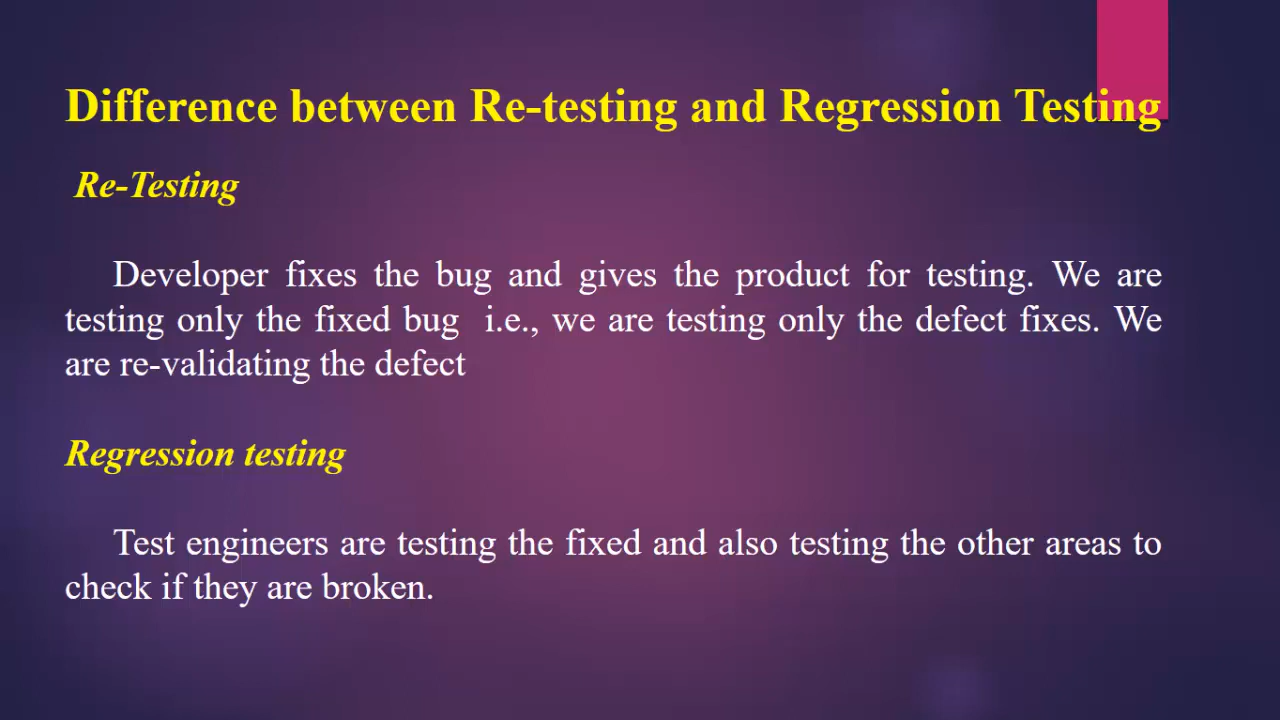 Difference between Re-testing and Regression Testing
Re-Testing
Developer fixes the bug and gives the product for testing. We are
testing only the fixed bug i.e., we are testing only the defect fixes. We
are re-validating the defect
Regression testing
Test engineers are testing the fixed and also testing the other areas to
check if they are broken.